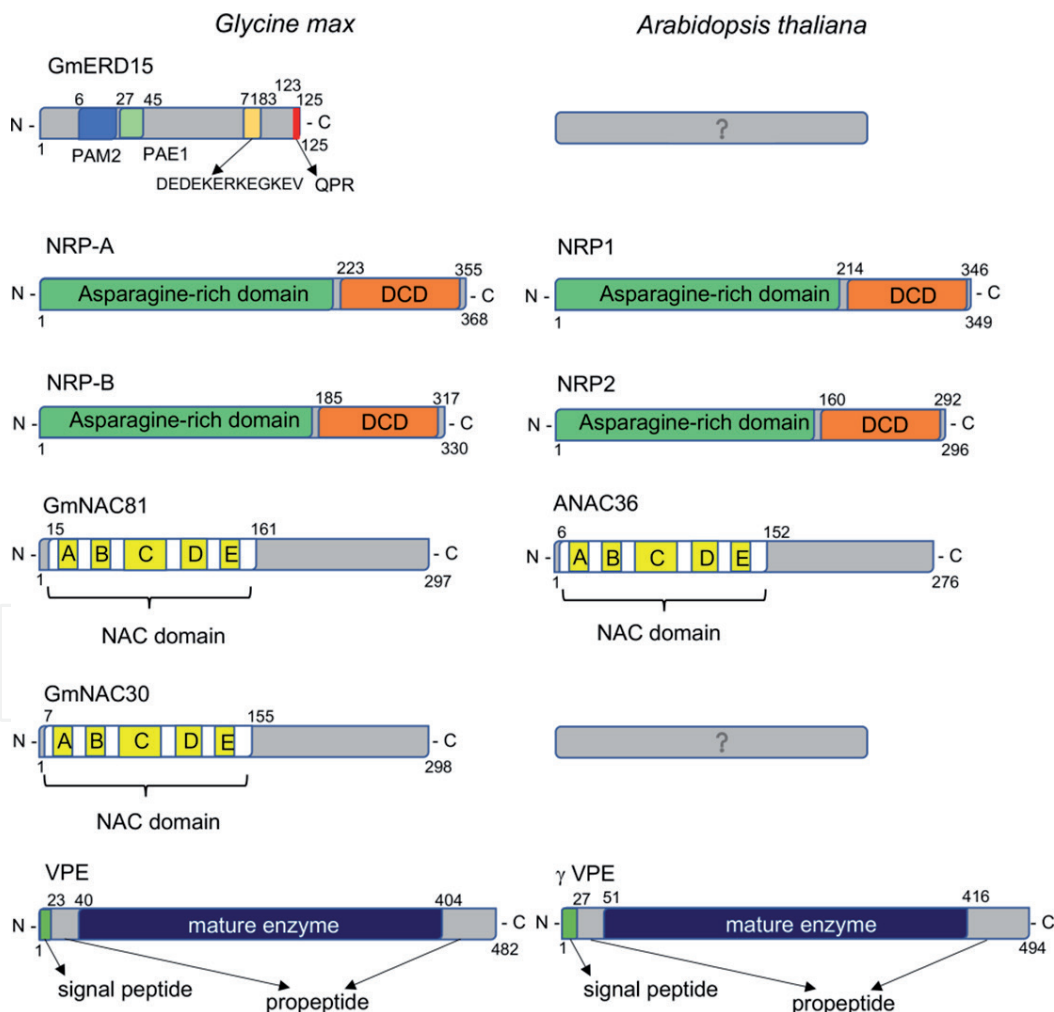 Glycine max Arabidopsis thaliana
GmERD15
6 27 45 7183 123 125
N - - C
1 125
PAM2 PAE1
DEDEKERKEGKEV QPR
?
NRP-A NRP1
223 355 214 346
N - Asparagine-rich domain DCD - C N - Asparagine-rich domain DCD - C
1 368 1 349
NRP-B NRP2
185 317 160 292
N - Asparagine-rich domain DCD - C N - Asparagine-rich domain DCD - C
1 330 1 296
GmNAC81 ANAC36
15 161 6 152
N - A B C D E - C N - A B C D E - C
1 297 1 276
NAC domain NAC domain
GmNAC30
7 155
N - A B C D E - C ?
1 298
NAC domain
VPE γ VPE
23 40 404 27 51 416
N - mature enzyme - C N - mature enzyme - C
1 482 1 494
signal peptide propeptide signal peptide propeptide